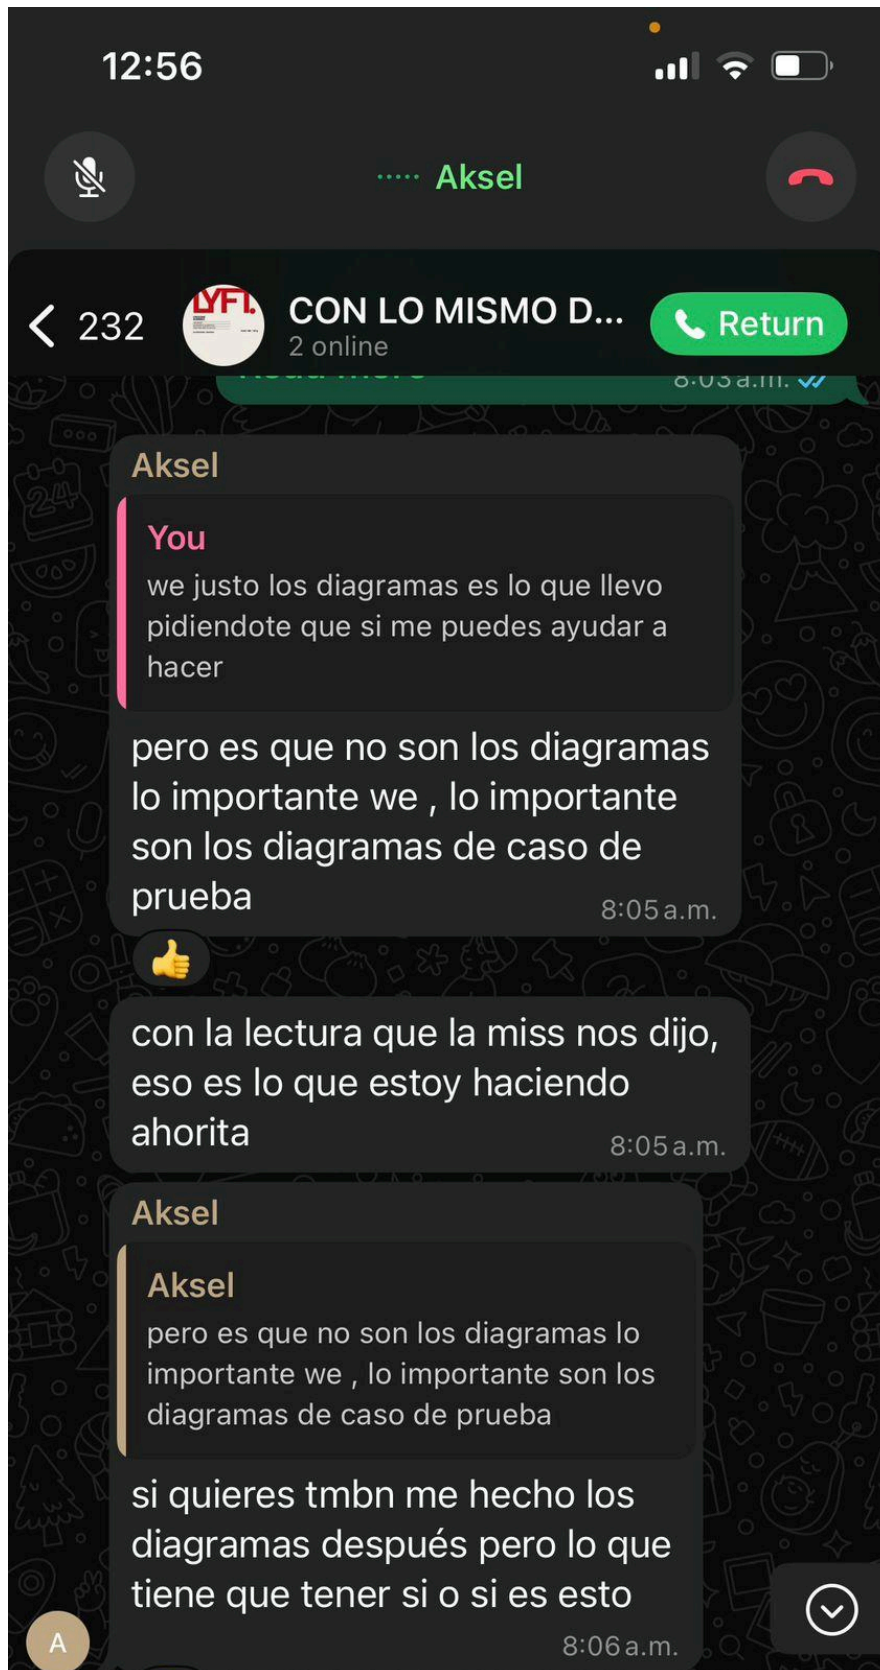 12:56
Aksel
232
LYFT.
CON LO MISMO D...
2 online
Return
8:03 a.m.
Aksel
You
we justo los diagramas es lo que llevo
pidiendote que si me puedes ayudar a
hacer
pero es que no son los diagramas
lo importante we , lo importante
son los diagramas de caso de
prueba
8:05 a.m.
con la lectura que la miss nos dijo,
eso es lo que estoy haciendo
ahorita
8:05 a.m.
Aksel
Aksel
pero es que no son los diagramas lo
importante we , lo importante son los
diagramas de caso de prueba
si quieres tmbn me hecho los
diagramas después pero lo que
tiene que tener si o si es esto
8:06 a.m.
A